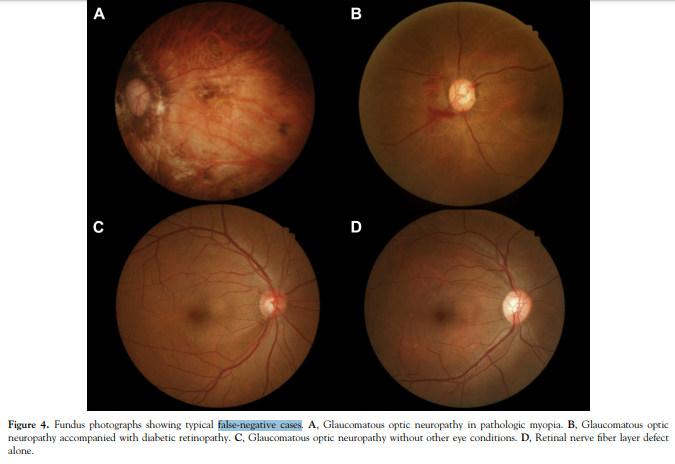 A
B
C
D
Figure 4. Fundus photographs showing typical false-negative cases. A, Glaucomatous optic neuropathy in pathologic myopia. B, Glaucomatous optic
neuropathy accompanied with diabetic retinopathy. C, Glaucomatous optic neuropathy without other eye conditions. D, Retinal nerve fiber layer defect
alone.